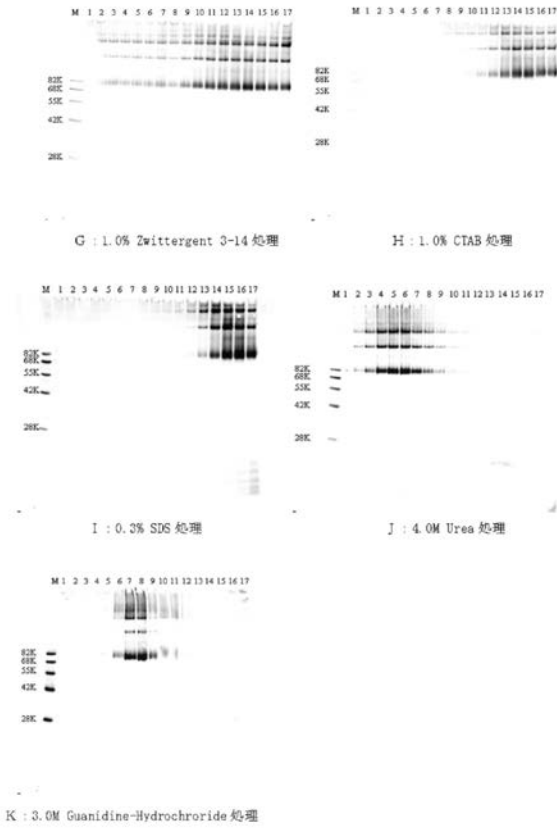 M 1 2 3 4 5 6 7 8 9 10 11 12 13 14 15 16 17
82K
68K
55K
42K
28K
G : 1.0% Zwittergent 3-14 処理
M 1 2 3 4 5 6 7 8 9 10 11 12 13 14 15 16 17
82K
68K
55K
42K
28K
H : 1.0% CTAB 処理
M 1 2 3 4 5 6 7 8 9 10 11 12 13 14 15 16 17
82K
68K
55K
42K
28K
I : 0.3% SDS 処理
M 1 2 3 4 5 6 7 8 9 10 11 12 13 14 15 16 17
82K
68K
55K
42K
28K
J : 4.0M Urea 処理
M 1 2 3 4 5 6 7 8 9 10 11 12 13 14 15 16 17
82K
68K
55K
42K
28K
K : 3.0M Guanidine-Hydrochroride 処理